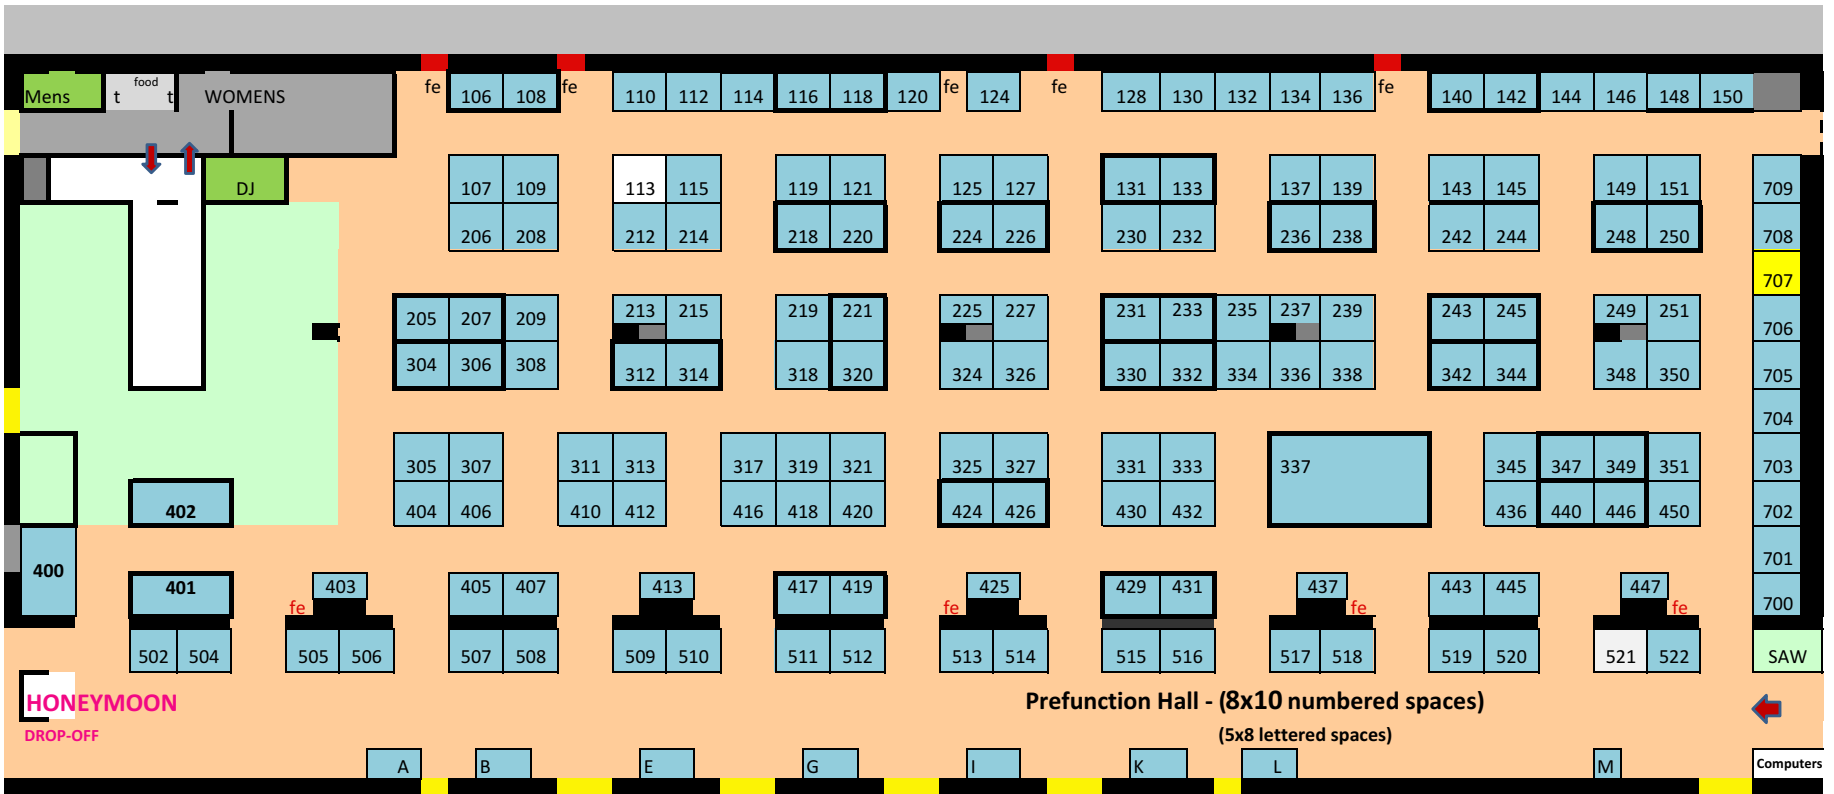 food
Mens t t WOMENS
fe 106 108 fe 110 112 114 116 118 120 fe 124 fe 128 130 132 134 136 fe 140 142 144 146 148 150
DJ 107 109 113 115 119 121 125 127 131 133 137 139 143 145 149 151 709
206 208 212 214 218 220 224 226 230 232 236 238 242 244 248 250 708
707
205 207 209 213 215 219 221 225 227 231 233 235 237 239 243 245 249 251 706
304 306 308 312 314 318 320 324 326 330 332 334 336 338 342 344 348 350 705
704
305 307 311 313 317 319 321 325 327 331 333 337 345 347 349 351 703
402 404 406 410 412 416 418 420 424 426 430 432 436 440 446 450 702
400 701
401 403 405 407 413 417 419 425 429 431 437 443 445 447
fe fe fe fe 700
502 504 505 506 507 508 509 510 511 512 513 514 515 516 517 518 519 520 521 522 SAW
HONEYMOON Prefunction Hall - (8x10 numbered spaces)
DROP-OFF (5x8 lettered spaces)
A B E G I K L M Computers